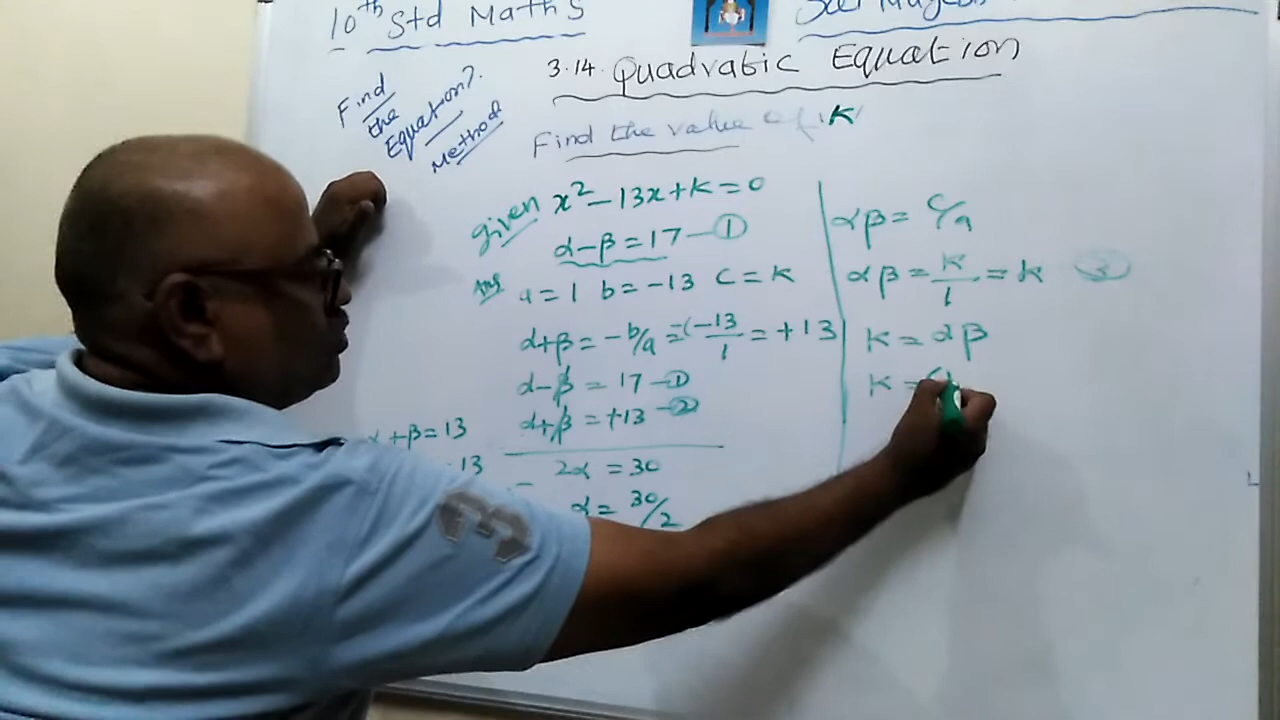 10th Std Maths
3.14. Quadratic Equation
Find
the
Equation?
Method
Find the value of 'K'
given x² - 13x + K = 0
α - β = 17 - ①
Ans a = 1 b = -13 C = K
α + β = -b/a = (-13/1 = +13
α - β = 17 - ①
α + β = +13 - ②
2α = 30
α = 30/2
α + β = 13
13
αβ = C/a
αβ = K/1 = k
K = αβ
K =